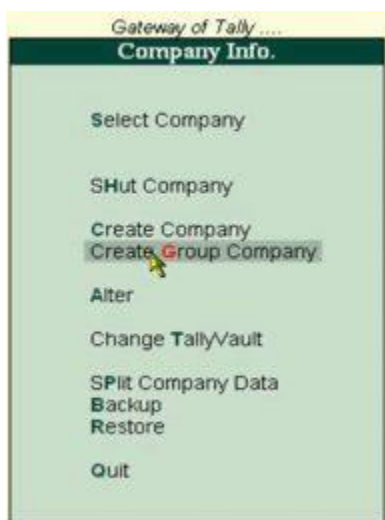 Gateway of Tally ....
Company Info.
Select Company
SHut Company
Create Company
Create Group Company
Alter
Change TallyVault
SPlit Company Data
Backup
Restore
Quit